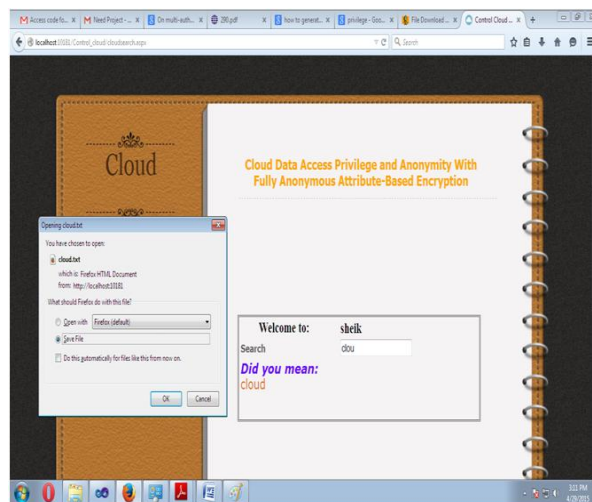 Access code fo...
Need Project - ...
On multi-auth...
290.pdf
how to generat...
privilege - Goo...
File Download ...
Control Cloud ...
localhost:10181/Control_cloud/cloudsearch.aspx
Search
Cloud
Cloud Data Access Privilege and Anonymity With
Fully Anonymous Attribute-Based Encryption
Opening cloud.txt
You have chosen to open:
cloud.txt
which is: Firefox HTML Document
from: http://localhost:10181
What should Firefox do with this file?
Open with Firefox (default)
Save File
Do this automatically for files like this from now on.
OK Cancel
Welcome to: sheik
Search clou
Did you mean:
cloud
3:11 PM
4/29/2015